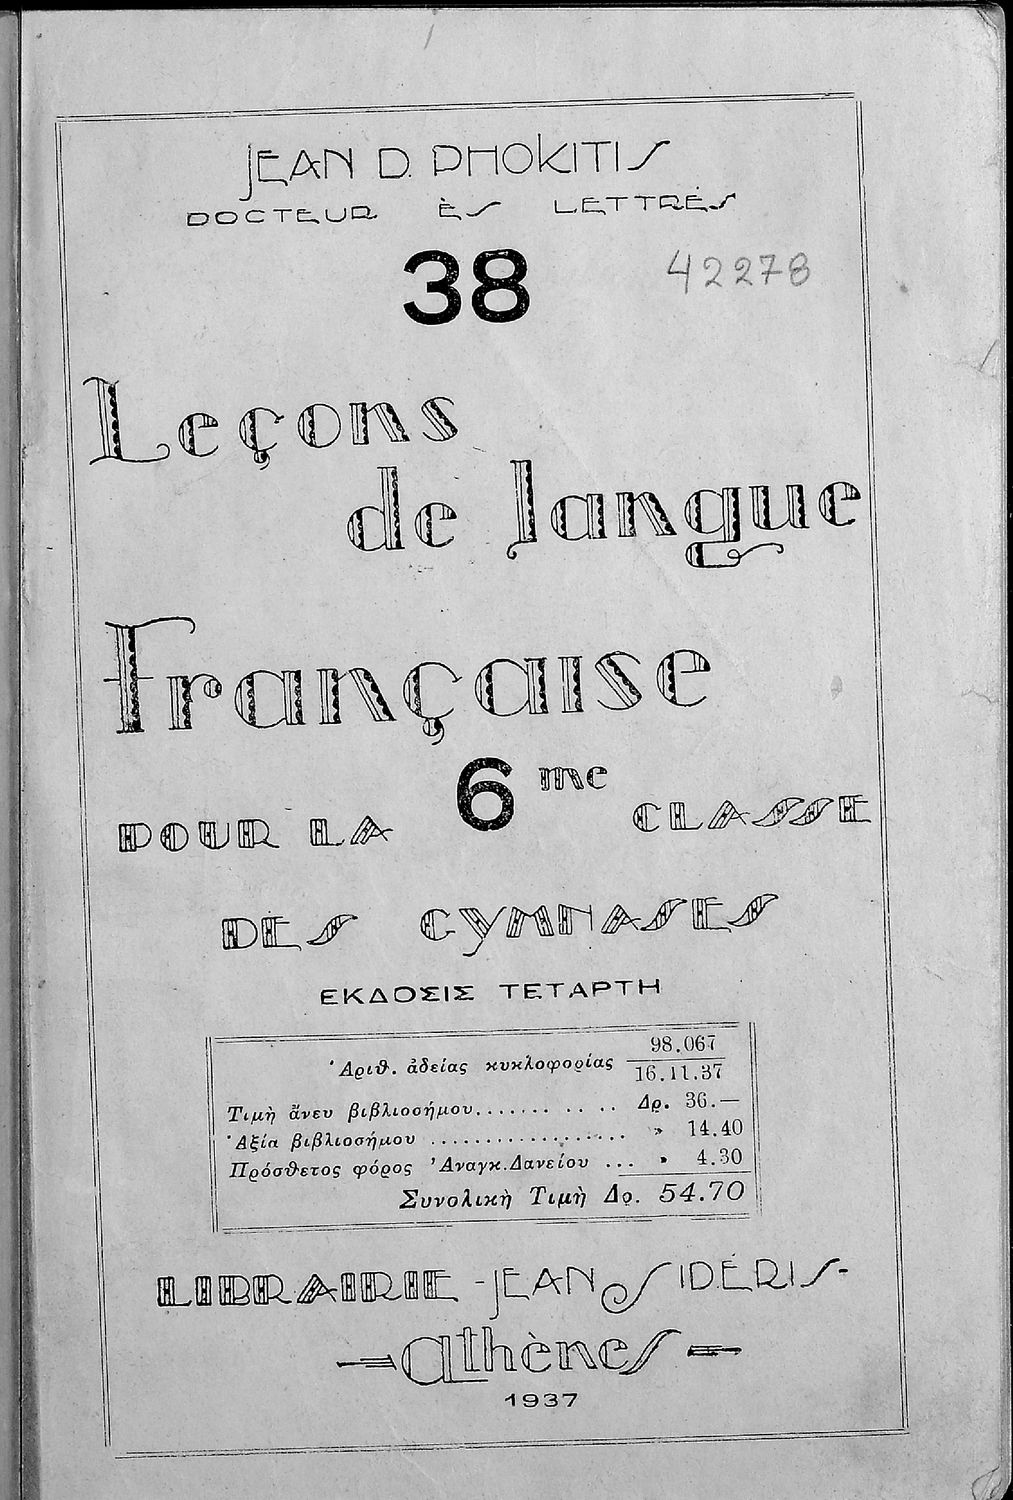 JEAN D. PHOKITIS
DOCTEUR ÈS LETTRES
38
42278
Leçons
de langue
Française
POUR LA 6me CLASSE
DES GYMNASES
ΕΚΔΟΣΙΣ ΤΕΤΑΡΤΗ
98.067
Ἀριθ. ἀδείας κυκλοφορίας
16.11.37
Τιμὴ ἄνευ βιβλιοσήμου....... .. .. Δρ. 36.—
Ἀξία βιβλιοσήμου .................. » 14.40
Πρόσθετος φόρος Ἀναγκ. Δανείου ... » 4.30
Συνολικὴ Τιμὴ Δρ. 54.70
LIBRAIRIE - JEAN SIDÉRIS -
Athènes
1937